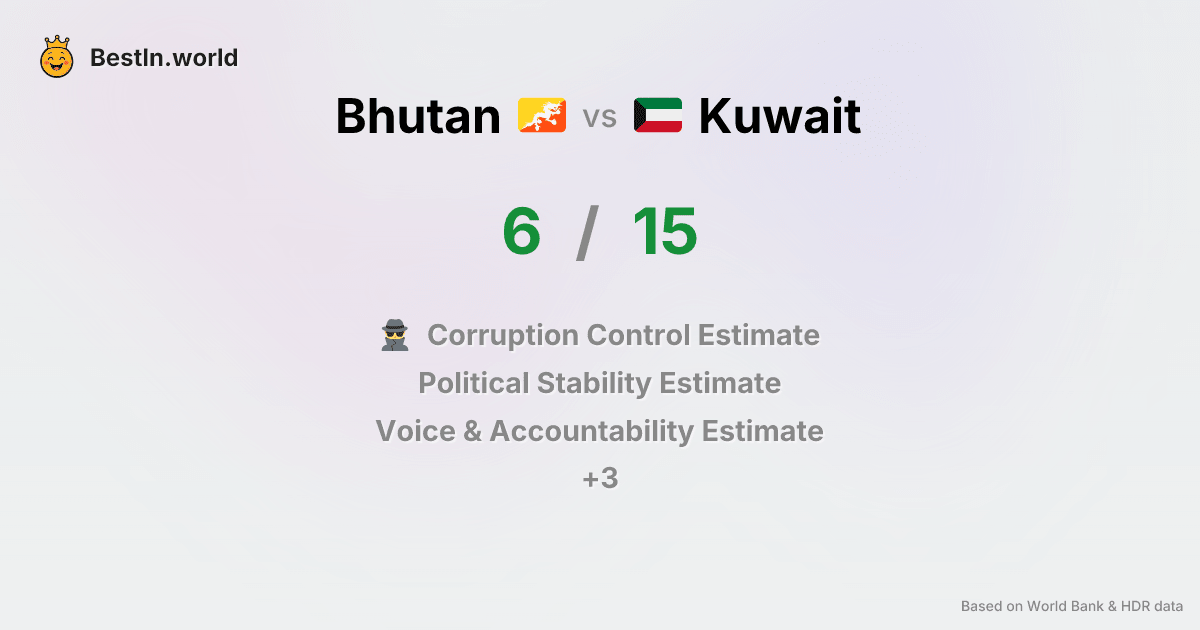 BestIn.world
Bhutan vs Kuwait
6 / 15
Corruption Control Estimate
Political Stability Estimate
Voice & Accountability Estimate
+3
Based on World Bank & HDR data